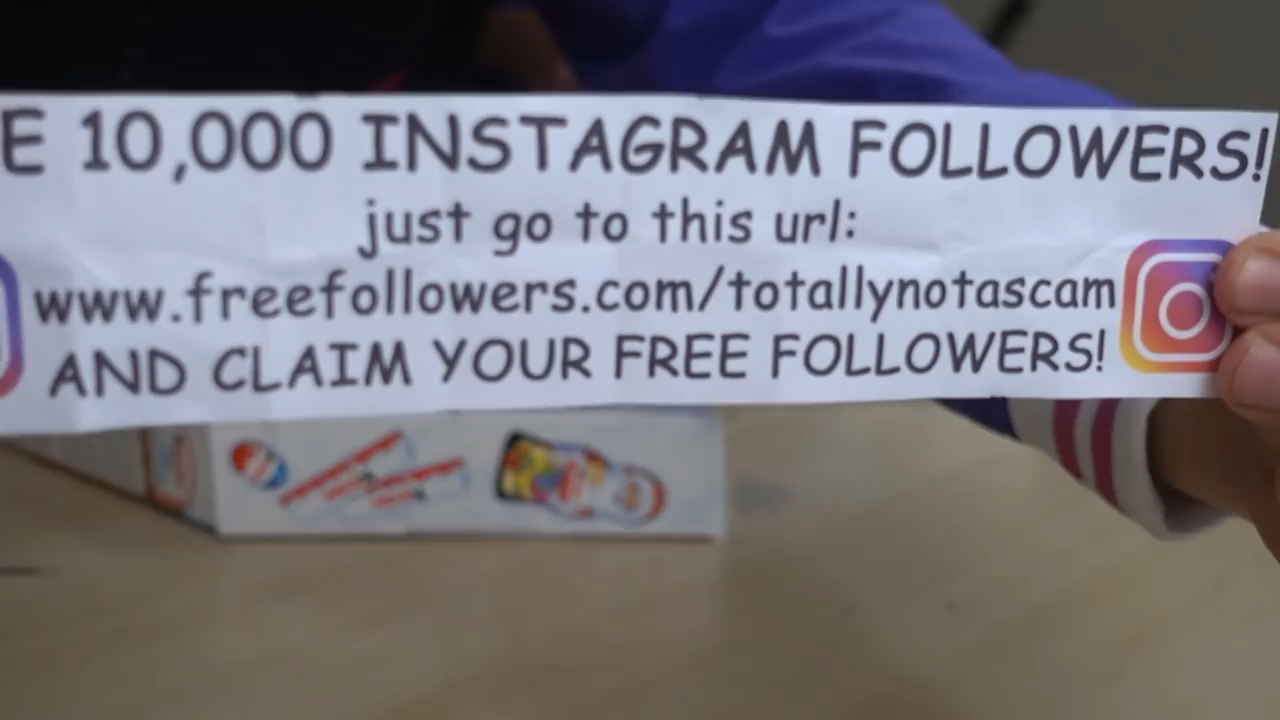 E 10,000 INSTAGRAM FOLLOWERS!
just go to this url:
www.freefollowers.com/totallynotascam
AND CLAIM YOUR FREE FOLLOWERS!